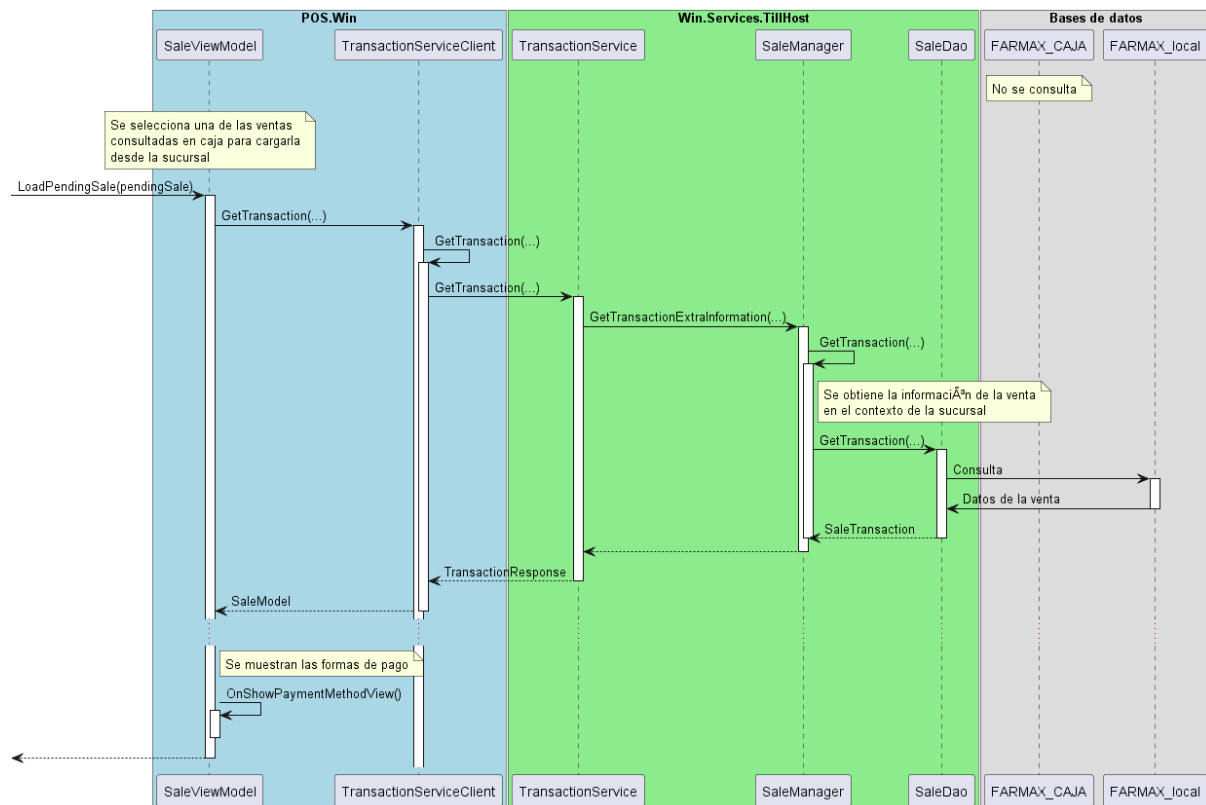 POS.Win
Win.Services.TillHost
Bases de datos
SaleViewModel
TransactionServiceClient
TransactionService
SaleManager
SaleDao
FARMAX_CAJA
FARMAX_local
No se consulta
Se selecciona una de las ventas
consultadas en caja para cargarla
desde la sucursal
LoadPendingSale(pendingSale)
GetTransaction(...)
GetTransaction(...)
GetTransaction(...)
GetTransactionExtraInformation(...)
GetTransaction(...)
Se obtiene la informaciÃªn de la venta
en el contexto de la sucursal
GetTransaction(...)
Consulta
Datos de la venta
SaleTransaction
TransactionResponse
SaleModel
Se muestran las formas de pago
OnShowPaymentMethodView()
SaleViewModel
TransactionServiceClient
TransactionService
SaleManager
SaleDao
FARMAX_CAJA
FARMAX_local